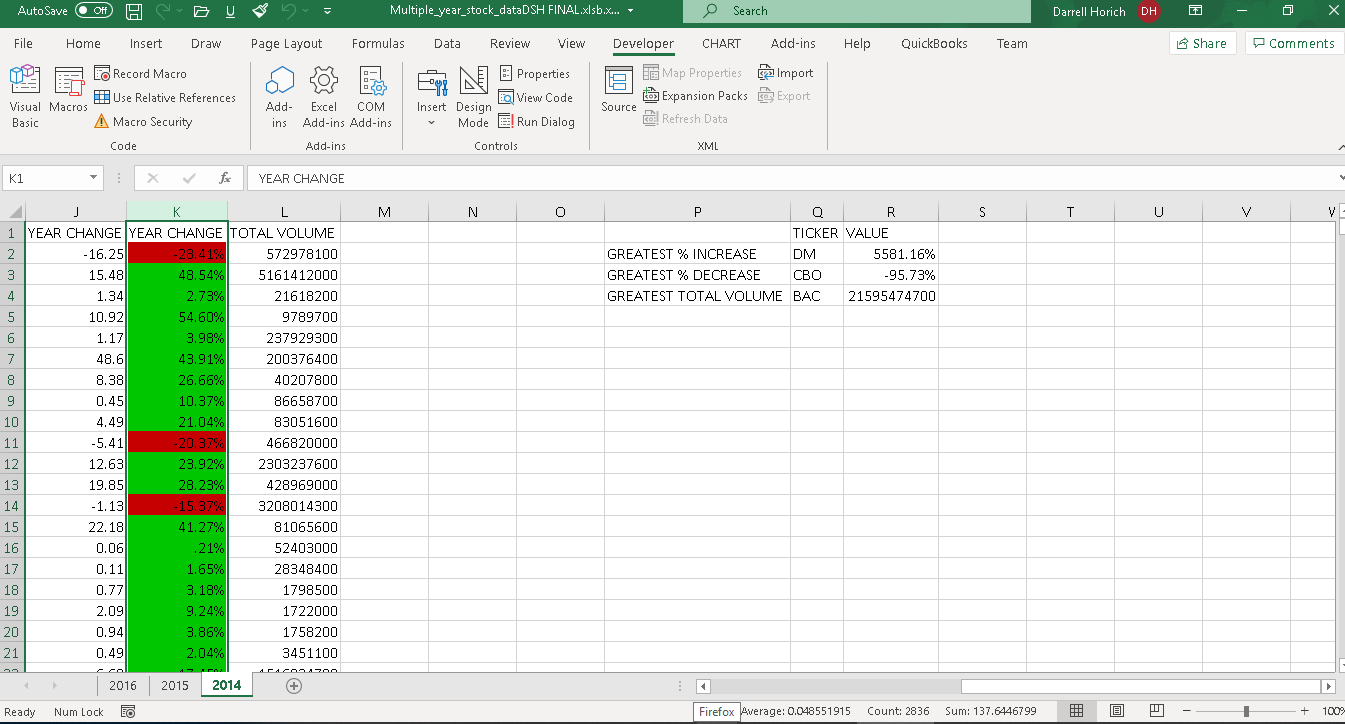 AutoSave Off Multiple_year_stock_dataDSH FINAL.xlsb.x... Search Darrell Horich DH
File Home Insert Draw Page Layout Formulas Data Review View Developer CHART Add-ins Help QuickBooks Team Share Comments
Visual Basic Macros Record Macro Use Relative References Macro Security
Add-ins Excel Add-ins COM Add-ins
Insert Design Mode Properties View Code Run Dialog
Source Map Properties Expansion Packs Refresh Data Import Export
Code Add-ins Controls XML
K1 fx YEAR CHANGE
J K L M N O P Q R S T U V W
1 YEAR CHANGE YEAR CHANGE TOTAL VOLUME TICKER VALUE
2 -16.25 -28.41% 572978100 GREATEST % INCREASE DM 5581.16%
3 15.48 48.54% 5161412000 GREATEST % DECREASE CBO -95.73%
4 1.34 2.73% 21618200 GREATEST TOTAL VOLUME BAC 21595474700
5 10.92 54.60% 9789700
6 1.17 3.98% 237929300
7 48.6 43.91% 200376400
8 8.38 26.66% 40207800
9 0.45 10.37% 86658700
10 4.49 21.04% 83051600
11 -5.41 -20.37% 466820000
12 12.63 23.92% 2303237600
13 19.85 28.23% 428969000
14 -1.13 -15.37% 3208014300
15 22.18 41.27% 81065600
16 0.06 .21% 52403000
17 0.11 1.65% 28348400
18 0.77 3.18% 1798500
19 2.09 9.24% 1722000
20 0.94 3.86% 1758200
21 0.49 2.04% 3451100
2016 2015 2014
Ready Num Lock Firefox Average: 0.048551915 Count: 2836 Sum: 137.6446799 100%